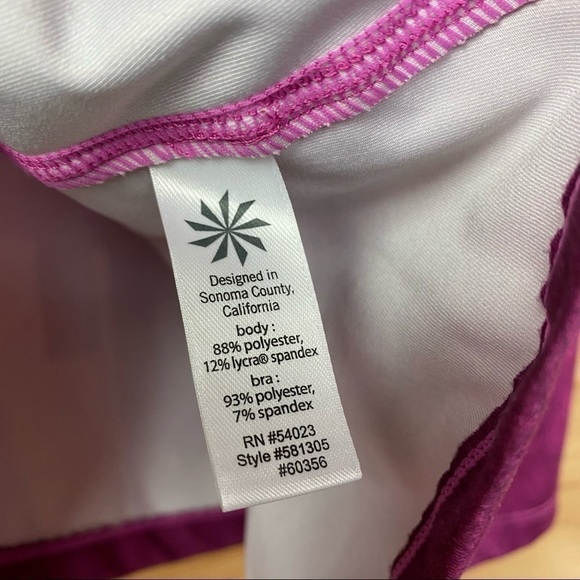 Designed in
Sonoma County,
California
body :
88% polyester,
12% lycra® spandex
bra :
93% polyester,
7% spandex
RN #54023
Style #581305
#60356